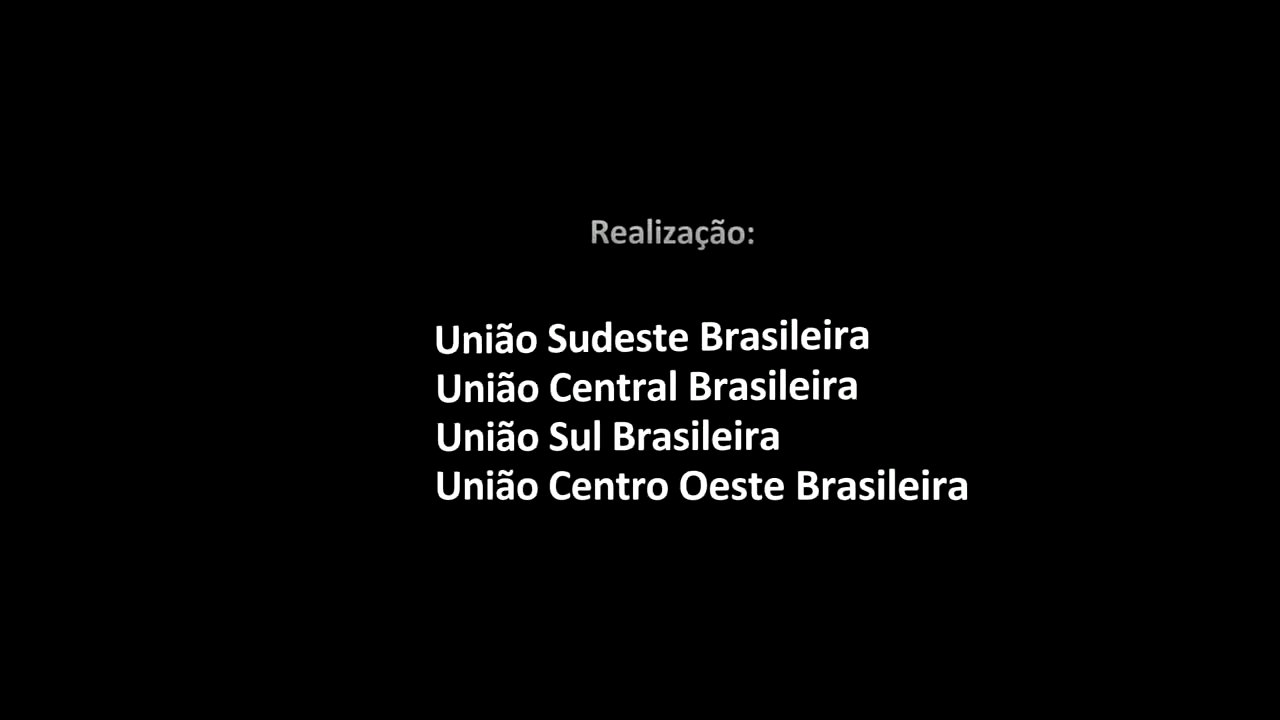 Realização:
União Sudeste Brasileira
União Central Brasileira
União Sul Brasileira
União Centro Oeste Brasileira